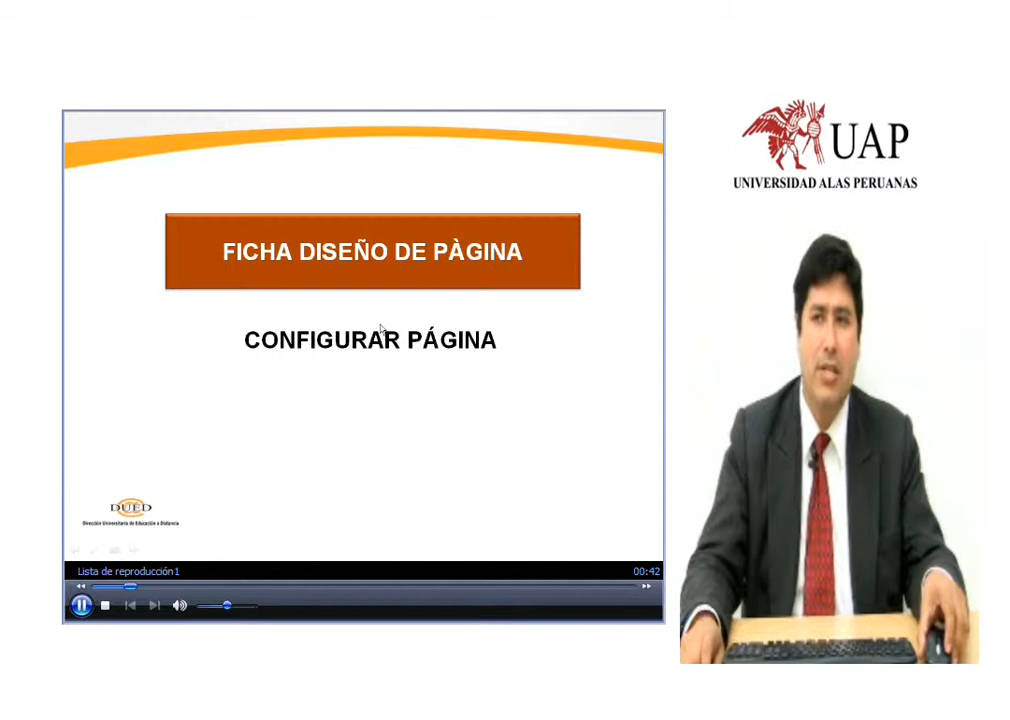 FICHA DISEÑO DE PÀGINA
CONFIGURAR PÁGINA
DUED
Dirección Universitaria de Educación a Distancia
Lista de reproducción1
00:42
UAP
UNIVERSIDAD ALAS PERUANAS